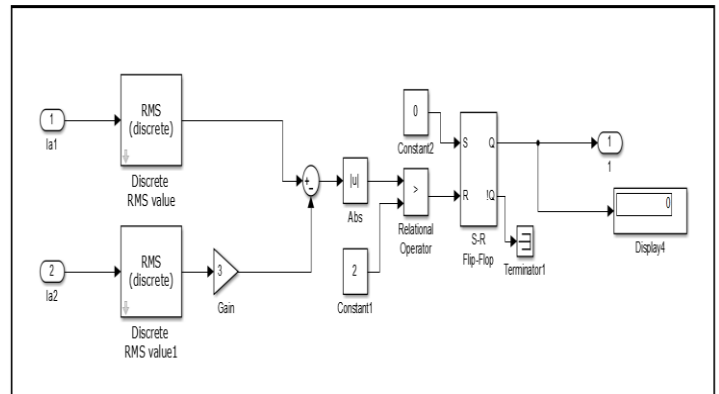 1
Ia1
RMS
(discrete)
Discrete
RMS value
2
Ia2
RMS
(discrete)
Discrete
RMS value1
3
Gain
+
-
|u|
Abs
2
Constant1
0
Constant2
>
Relational
Operator
S
Q
R
!Q
S-R
Flip-Flop
Terminator1
1
1
0
Display4